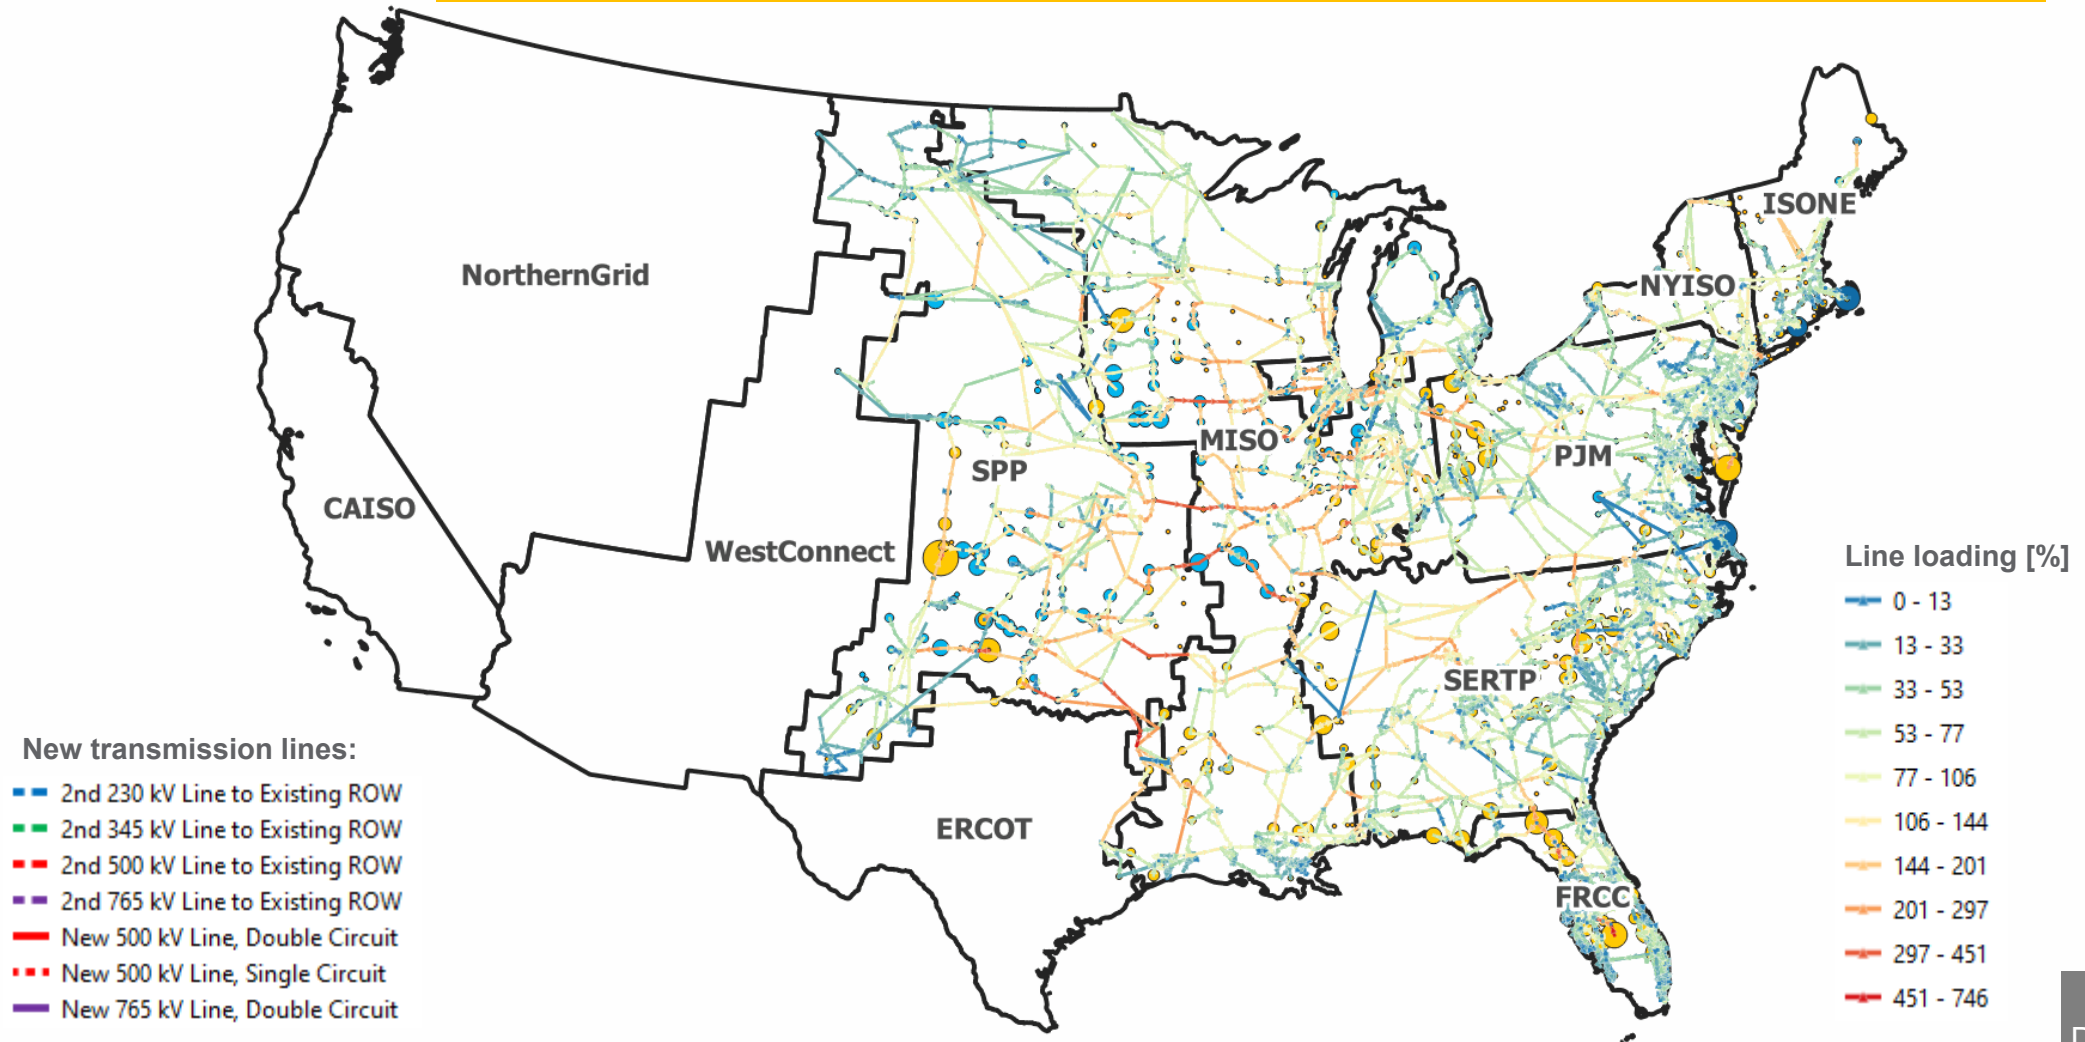 ISONE
NYISO
NorthernGrid
MISO
PJM
SPP
CAISO
WestConnect
SERTP
ERCOT
FRCC
Line loading [%]
0 - 13
13 - 33
33 - 53
53 - 77
77 - 106
106 - 144
144 - 201
201 - 297
297 - 451
451 - 746
New transmission lines:
2nd 230 kV Line to Existing ROW
2nd 345 kV Line to Existing ROW
2nd 500 kV Line to Existing ROW
2nd 765 kV Line to Existing ROW
New 500 kV Line, Double Circuit
New 500 kV Line, Single Circuit
New 765 kV Line, Double Circuit